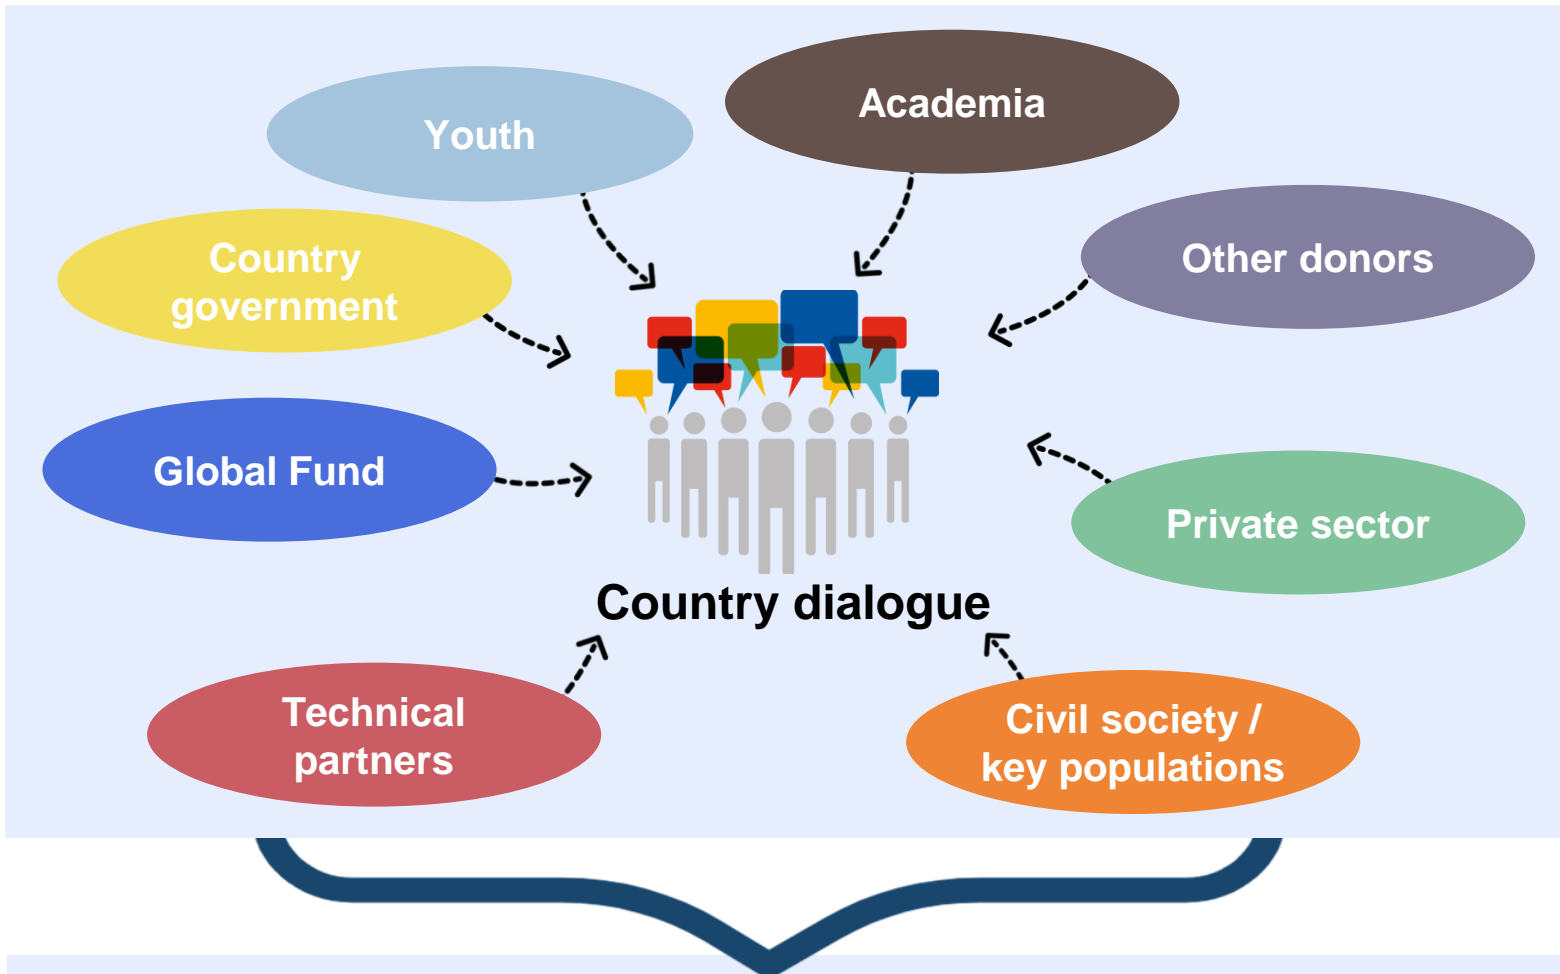 Academia
Youth
Country
government
Other donors
Global Fund
Private sector
Country dialogue
Technical
partners
Civil society /
key populations